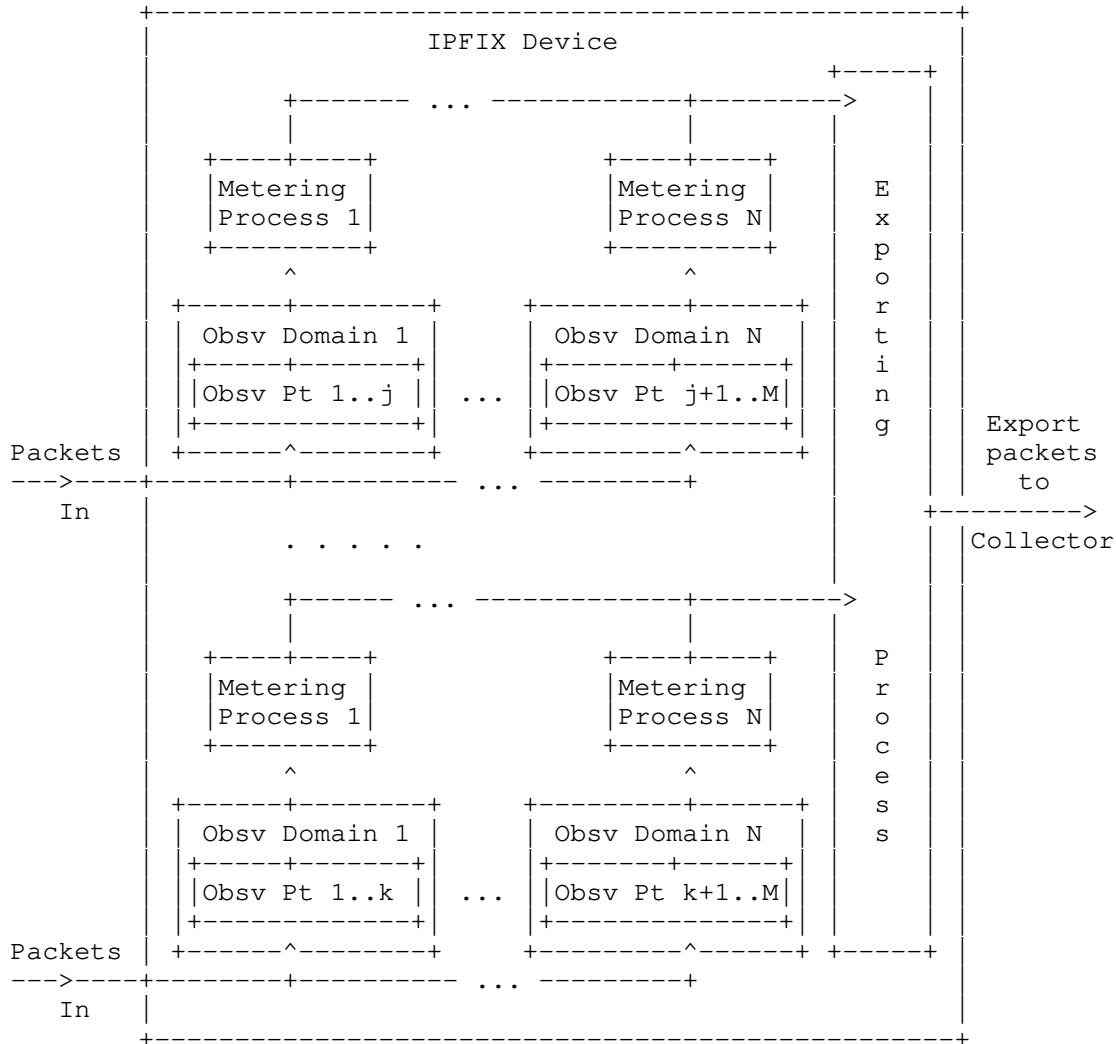 IPFIX Device
... 
Metering Metering
Process 1 Process N
Exporting
Obsv Domain 1 Obsv Domain N
Obsv Pt 1..j ... Obsv Pt j+1..M
Packets
In
...
Export
packets
to
Collector
. . . . .
...
Metering Metering
Process 1 Process N
Process
Obsv Domain 1 Obsv Domain N
Obsv Pt 1..k ... Obsv Pt k+1..M
Packets
In
...